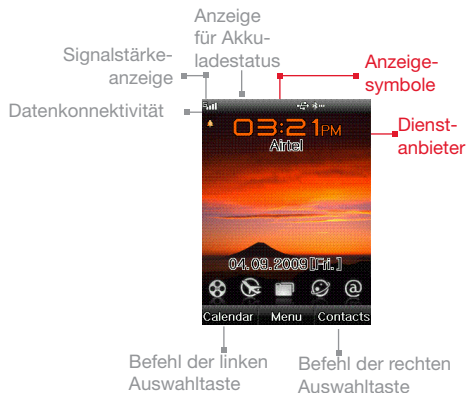 Anzeige
für Akku-
ladestatus
Signalstärke-
anzeige
Anzeige-
symbole
Datenkonnektivität
Dienst-
anbieter
03:21PM
Airtel
04.09.2009[Fri.]
Calendar Menu Contacts
Befehl der linken
Auswahltaste
Befehl der rechten
Auswahltaste